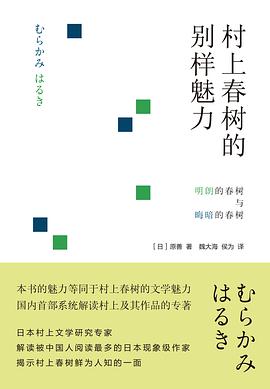 むらかみ はるき
村上春树的
别样魅力
明朗的春树
与
晦暗的春树
［日］原善 著 魏大海 侯为 译
本书的魅力等同于村上春树的文学魅力
国内首部系统解读村上及其作品的专著
日本村上文学研究专家
解读被中国人阅读最多的日本现象级作家
揭示村上春树鲜为人知的一面
むらかみ
はるき